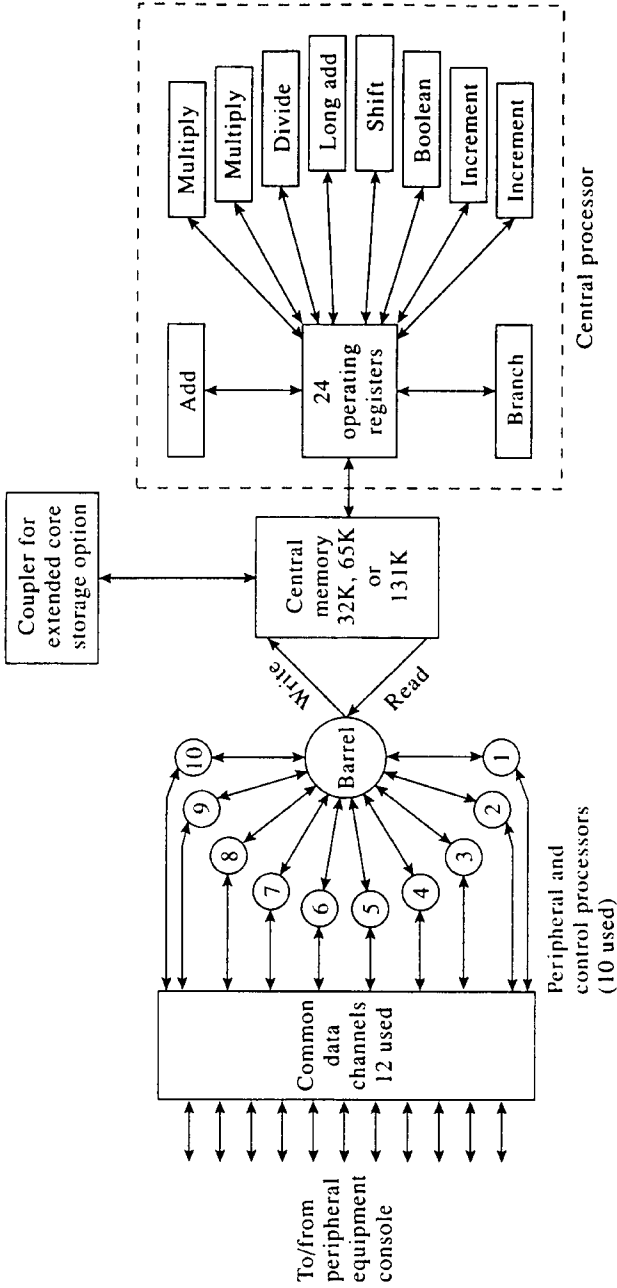 To/from
peripheral
equipment
console
Common
data
channels
12 used
10
9
8
7
6
5
4
3
2
1
Peripheral and
control processors
(10 used)
Barrel
Write
Read
Coupler for
extended core
storage option
Central
memory
32K, 65K
or
131K
Add
24
operating
registers
Branch
Multiply
Multiply
Divide
Long add
Shift
Boolean
Increment
Increment
Central processor